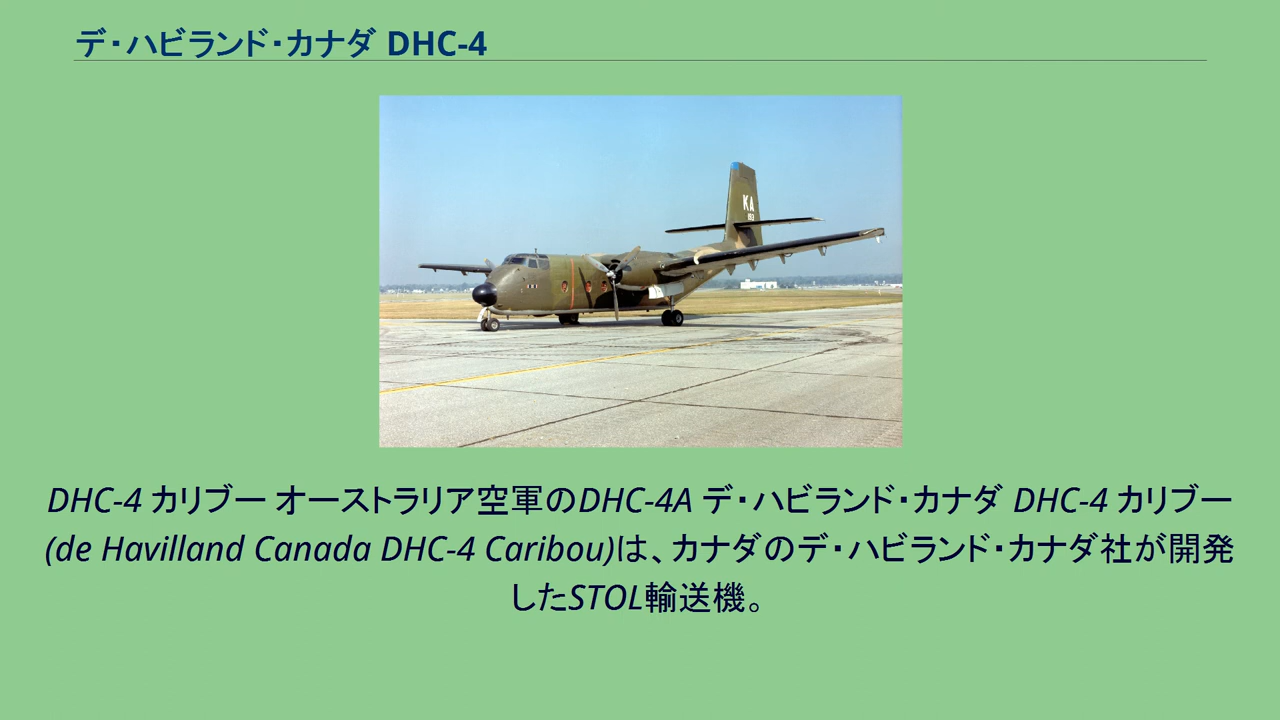 デ・ハビランド・カナダ DHC-4
KA
DHC-4 カリブー オーストラリア空軍のDHC-4A デ・ハビランド・カナダ DHC-4 カリブー
(de Havilland Canada DHC-4 Caribou)は、カナダのデ・ハビランド・カナダ社が開発
したSTOL輸送機。